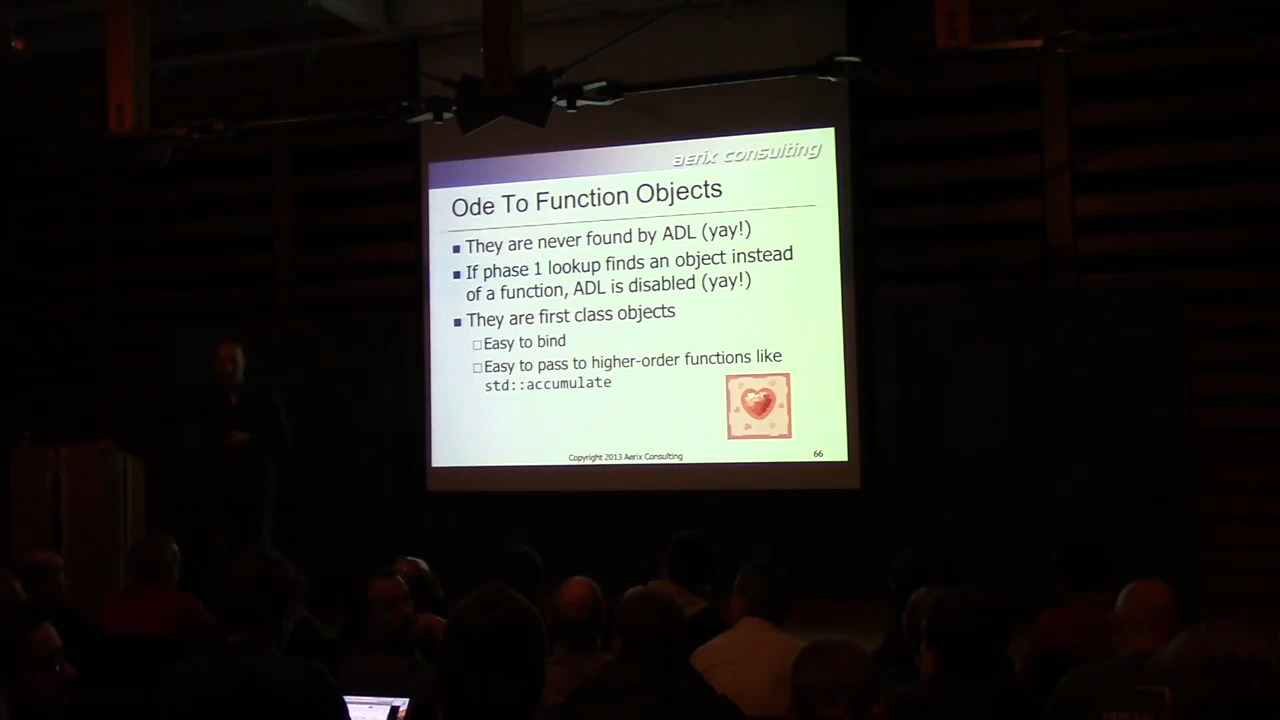 aerix consulting
Ode To Function Objects
They are never found by ADL (yay!)
If phase 1 lookup finds an object instead
of a function, ADL is disabled (yay!)
They are first class objects
Easy to bind
Easy to pass to higher-order functions like
std::accumulate
Copyright 2013 Aerix Consulting
66